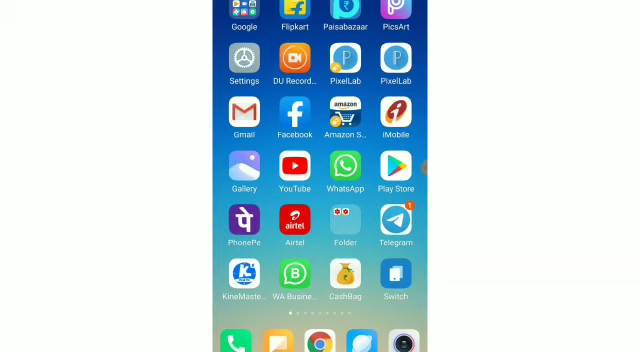 Google Flipkart Paisabazaar PicsArt
Settings DU Record... PixelLab PixelLab
amazon
Gmail Facebook Amazon S... iMobile
Gallery YouTube WhatsApp Play Store
पे airtel 1
PhonePe Airtel Folder Telegram
B
KineMaste... WA Busine... CashBag Switch